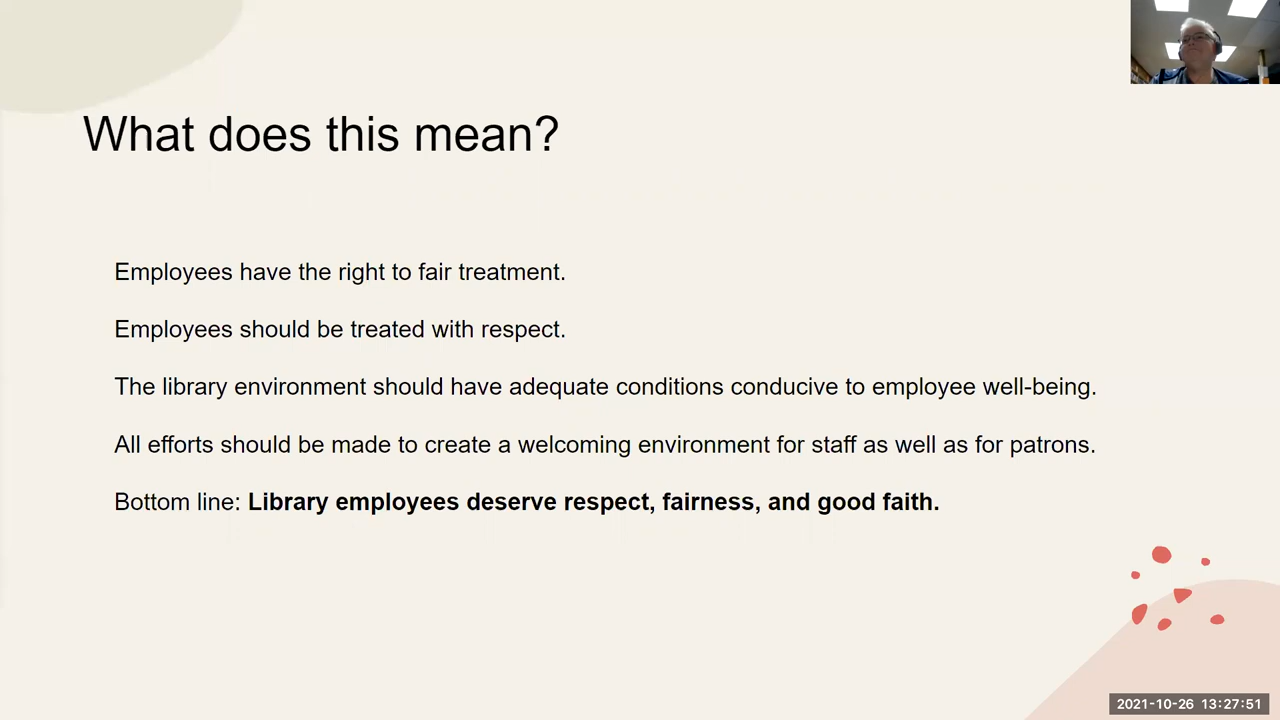 What does this mean?
Employees have the right to fair treatment.
Employees should be treated with respect.
The library environment should have adequate conditions conducive to employee well-being.
All efforts should be made to create a welcoming environment for staff as well as for patrons.
Bottom line: Library employees deserve respect, fairness, and good faith.
2021-10-26 13:27:51